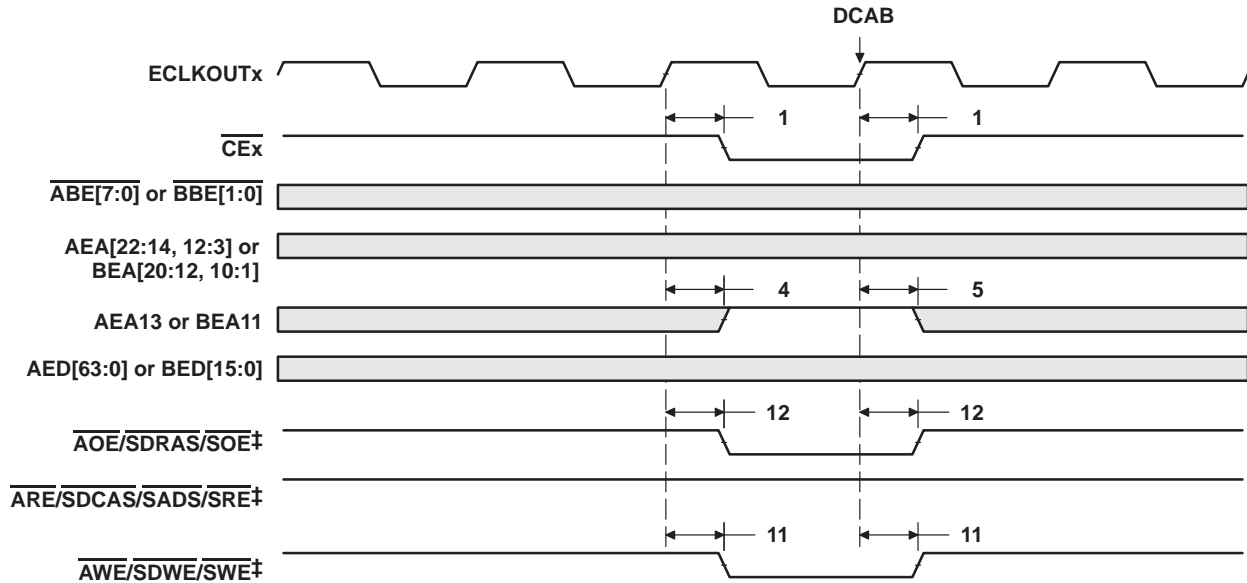 DCAB
ECLKOUTx
1 1
CEx
ABE[7:0] or BBE[1:0]
AEA[22:14, 12:3] or
BEA[20:12, 10:1]
4 5
AEA13 or BEA11
AED[63:0] or BED[15:0]
12 12
AOE/SDRAS/SOE‡
ARE/SDCAS/SADS/SRE‡
11 11
AWE/SDWE/SWE‡